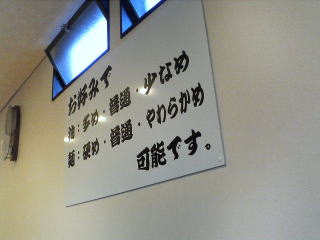 お好みで
油：多め・普通・少なめ
麺：硬め・普通・やわらかめ
可能です。